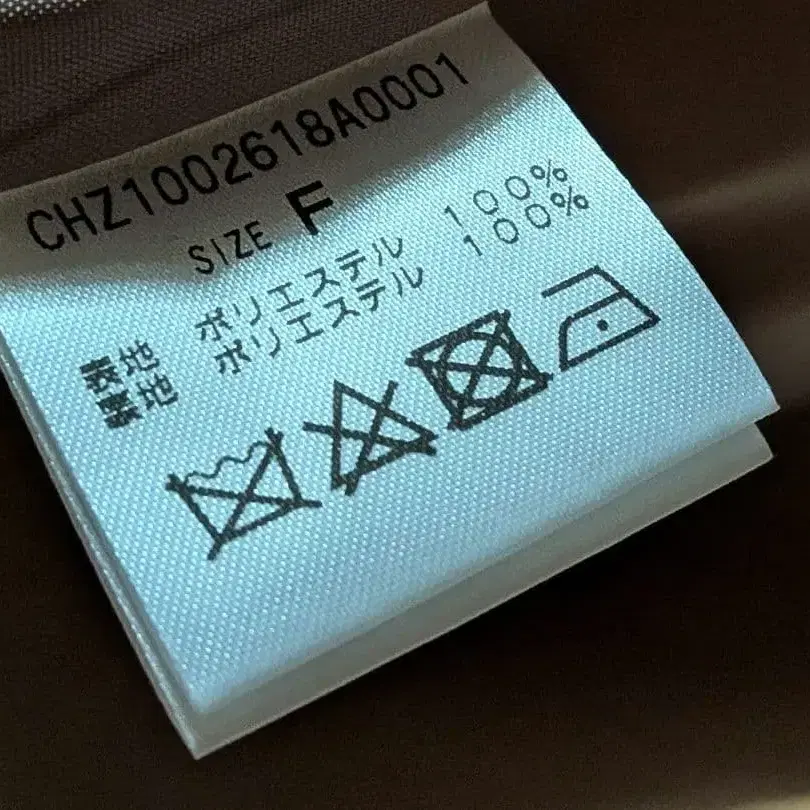 CHZ1002618A0001
SIZE F
表地 ポリエステル 100%
裏地 ポリエステル 100%